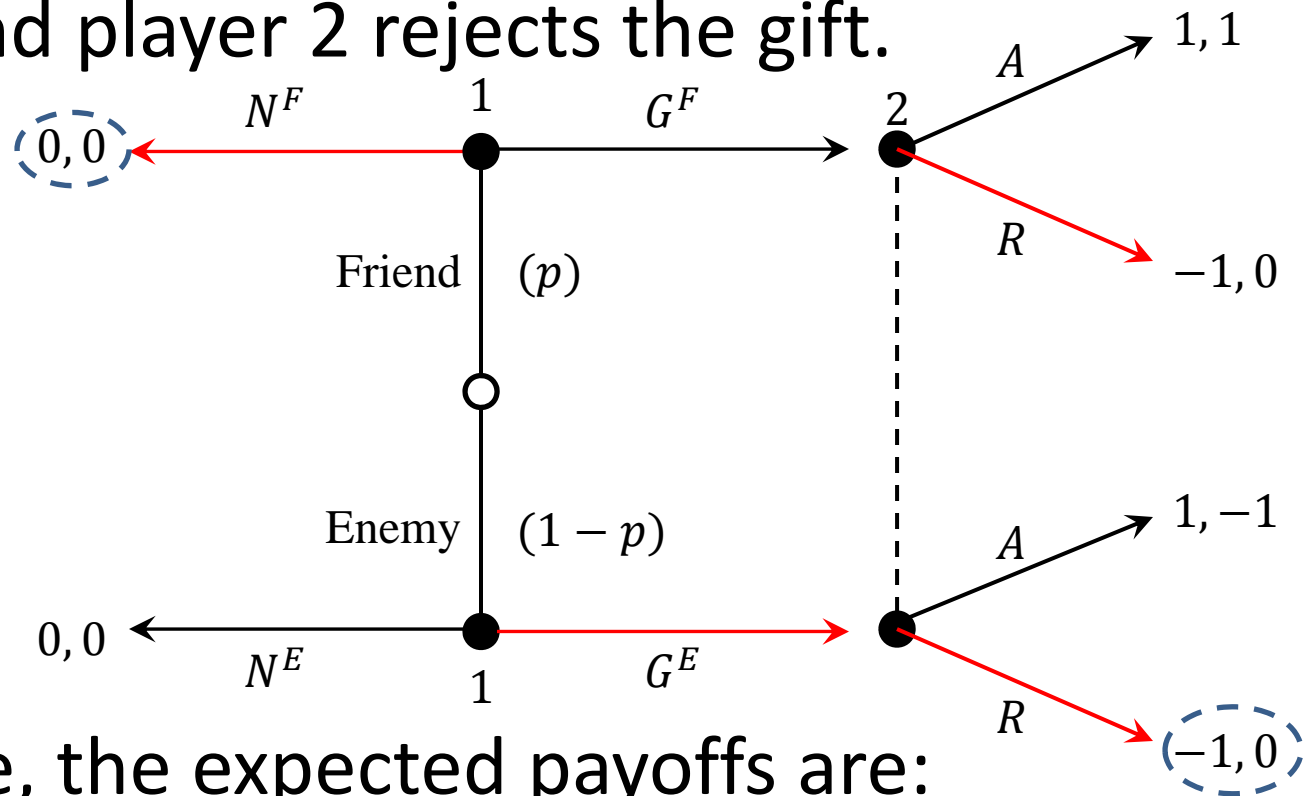 nd player 2 rejects the gift.
1, 1
A
1
2
N^F
G^F
0, 0
R
−1, 0
Friend (p)
Enemy (1 − p)
1, −1
A
0, 0
N^E
G^E
1
R
−1, 0
e, the expected payoffs are: